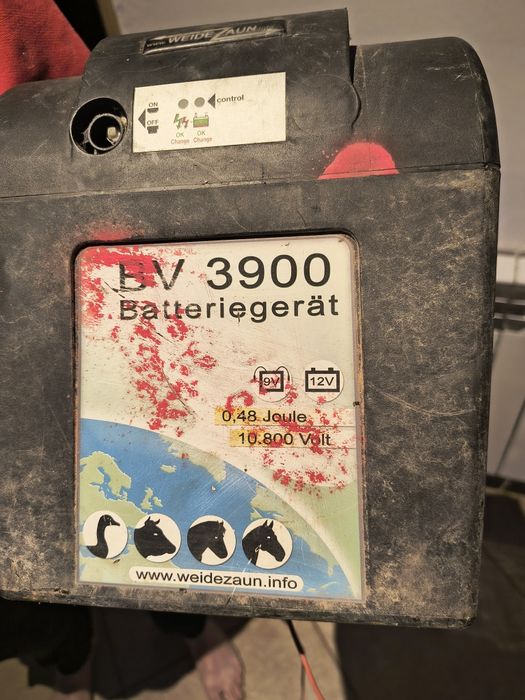 www.WEIDEZAUN
ON
OFF
control
OK
Change
OK
Change
BV 3900
Batteriegerät
9V
12V
0,48 Joule
10.800 Volt
www.weidezaun.info